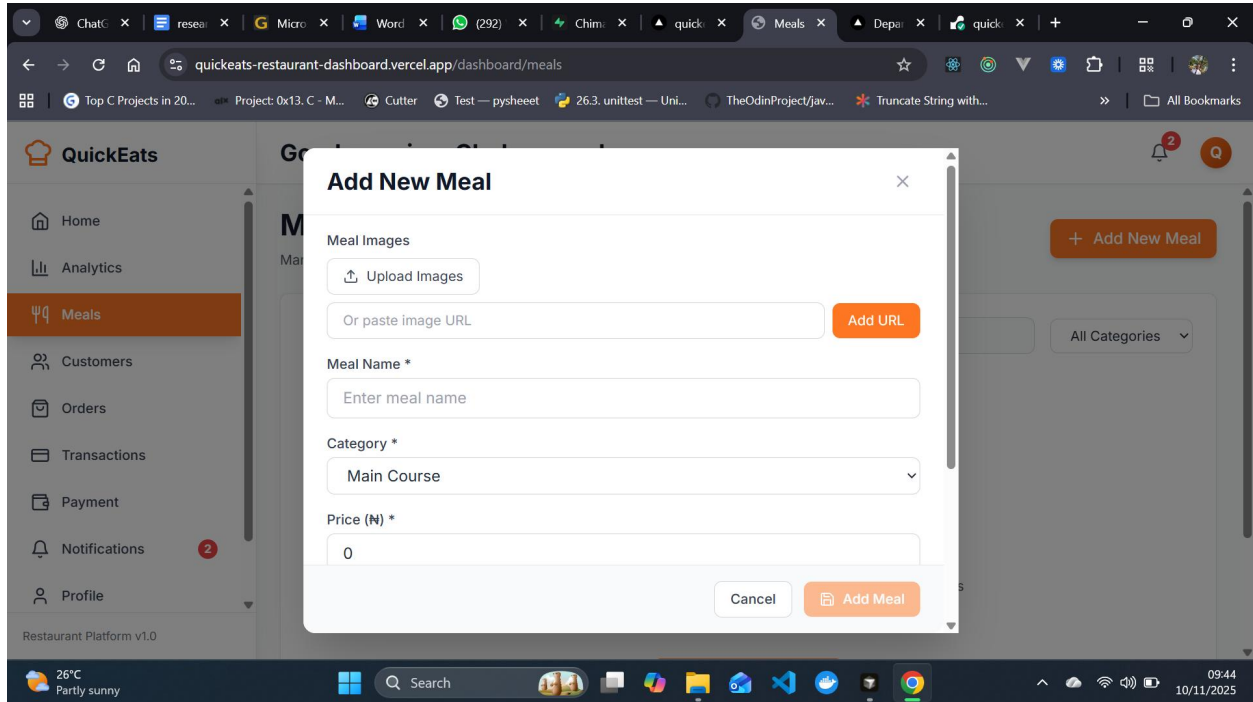 ChatG
resear
Micro
Word
(292)
Chima
quick
Meals
Depar
quick
quickeats-restaurant-dashboard.vercel.app/dashboard/meals
Top C Projects in 20...
Project: 0x13. C - M...
Cutter
Test — pysheeet
26.3. unittest — Uni...
TheOdinProject/jav...
Truncate String with...
All Bookmarks
QuickEats
2
Q
Home
Analytics
Meals
Customers
Orders
Transactions
Payment
Notifications
2
Profile
Restaurant Platform v1.0
+ Add New Meal
All Categories
Add New Meal
Meal Images
Upload Images
Or paste image URL
Add URL
Meal Name *
Enter meal name
Category *
Main Course
Price (₦) *
0
Cancel
Add Meal
26°C
Partly sunny
Search
09:44
10/11/2025